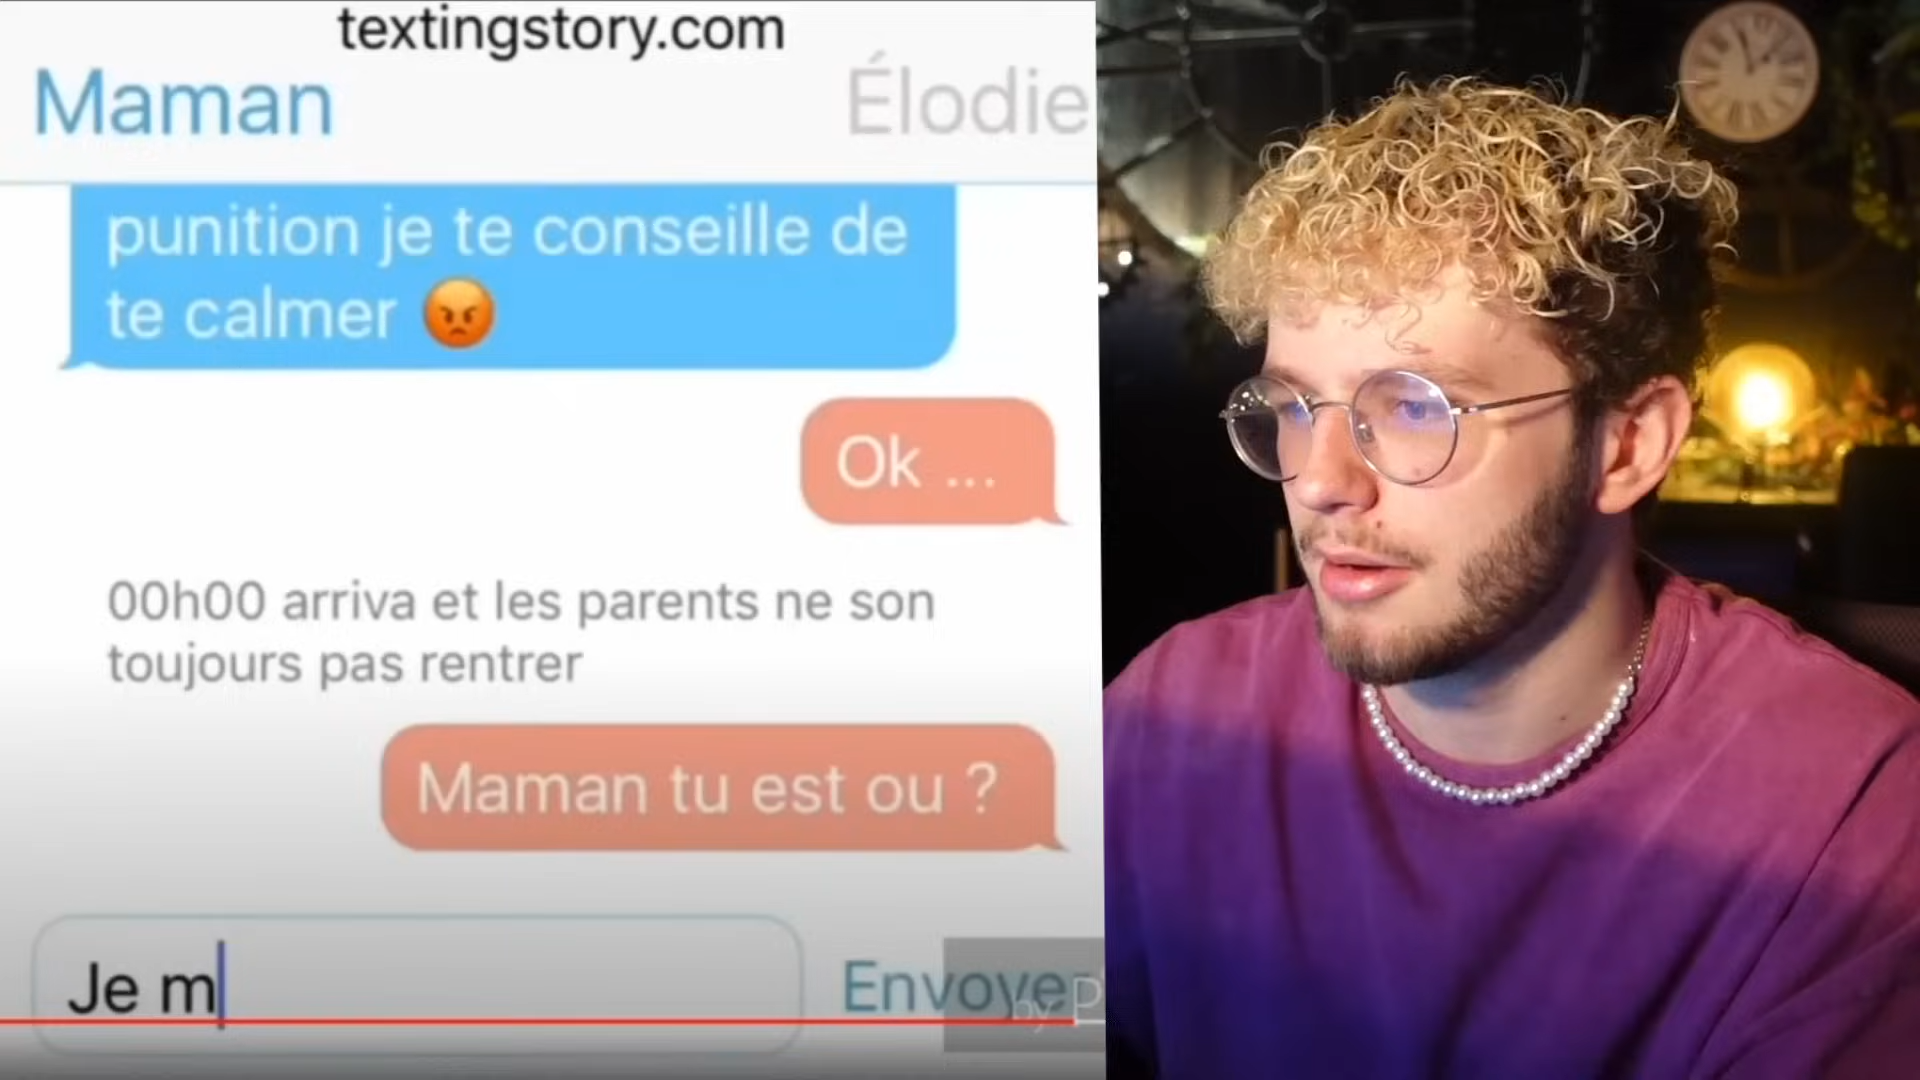 textingstory.com
Maman
Élodie
punition je te conseille de
te calmer 😡
Ok ...
00h00 arriva et les parents ne son
toujours pas rentrer
Maman tu est ou ?
Je m
Envoyer
by